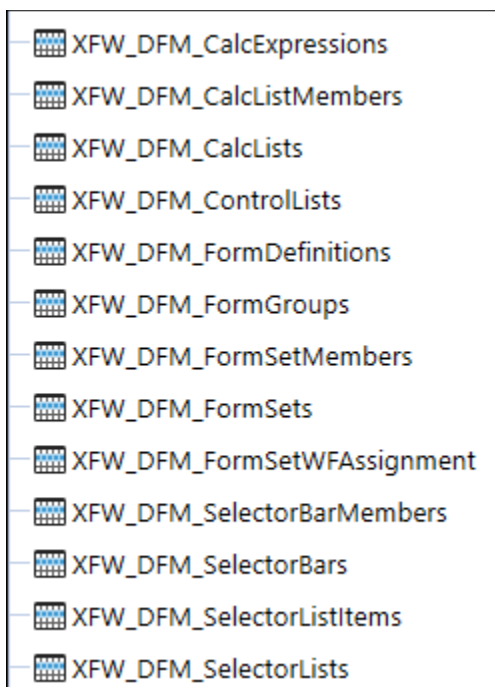 XFW_DFM_CalcExpressions
XFW_DFM_CalcListMembers
XFW_DFM_CalcLists
XFW_DFM_ControlLists
XFW_DFM_FormDefinitions
XFW_DFM_FormGroups
XFW_DFM_FormSetMembers
XFW_DFM_FormSets
XFW_DFM_FormSetWFAssignment
XFW_DFM_SelectorBarMembers
XFW_DFM_SelectorBars
XFW_DFM_SelectorListItems
XFW_DFM_SelectorLists